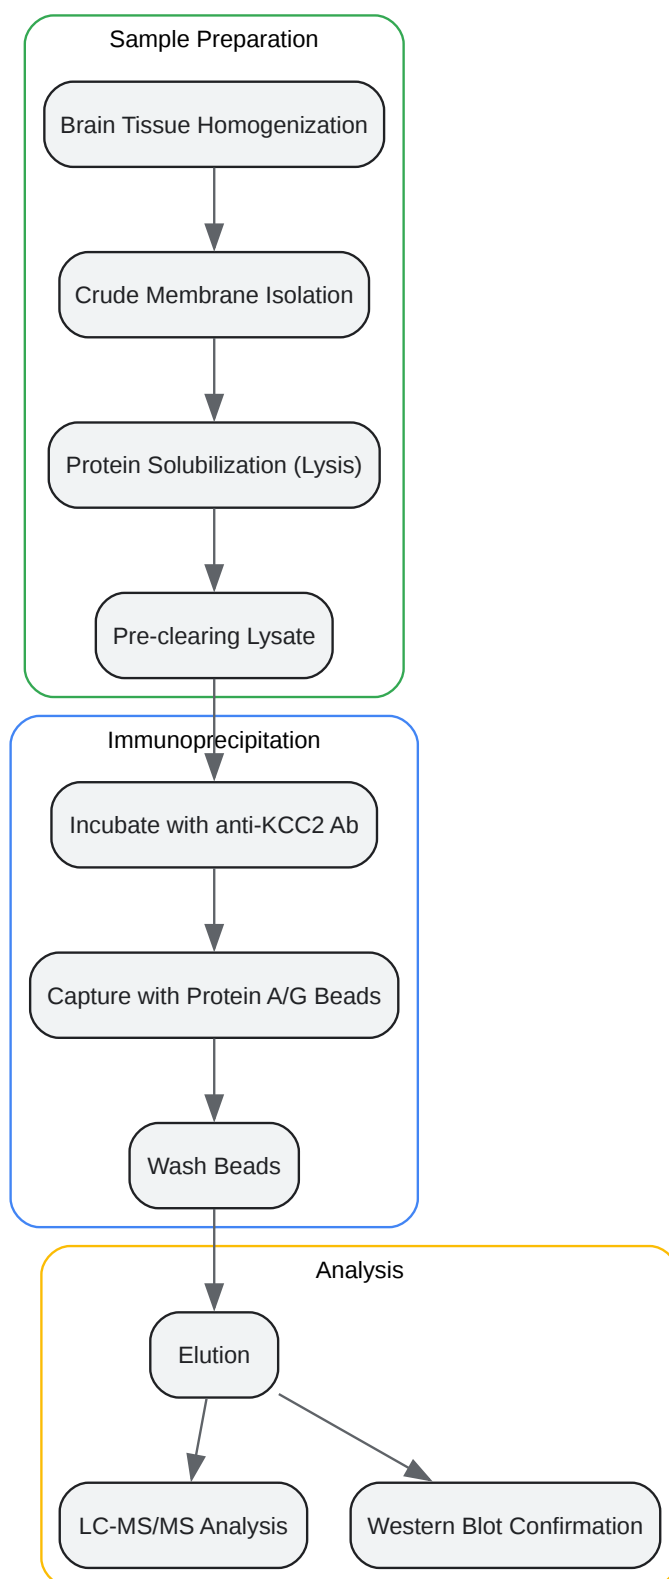 Sample Preparation
Brain Tissue Homogenization
Crude Membrane Isolation
Protein Solubilization (Lysis)
Pre-clearing Lysate
Immunoprecipitation
Incubate with anti-KCC2 Ab
Capture with Protein A/G Beads
Wash Beads
Analysis
Elution
LC-MS/MS Analysis
Western Blot Confirmation